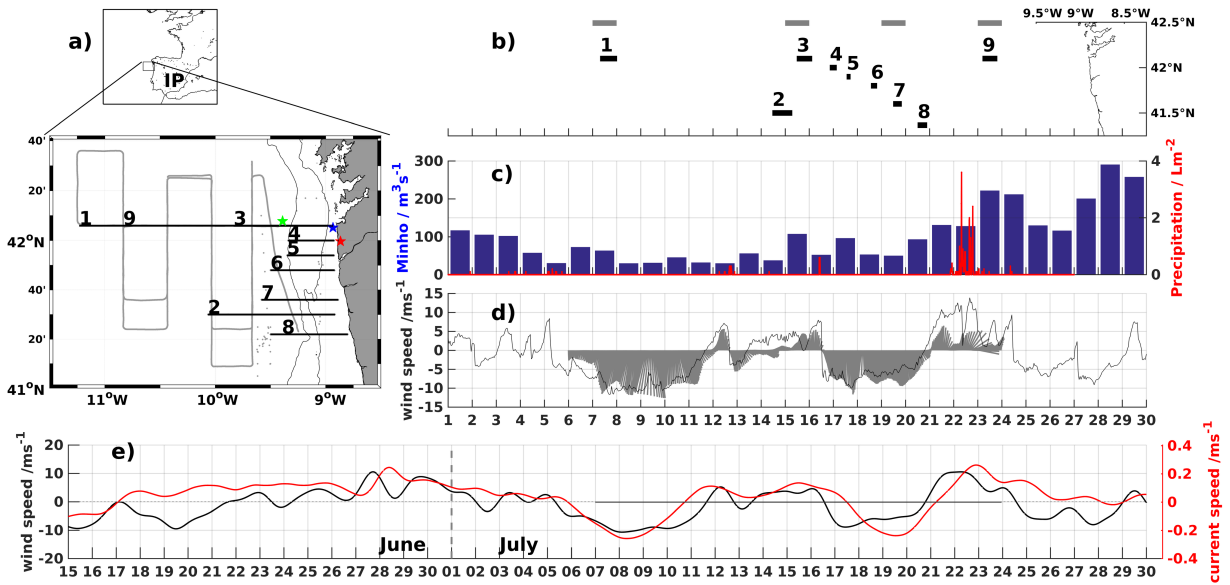 a)
IP
40'
20'
42°N
40'
20'
41°N
11°W 10°W 9°W
1 9 3
4
5
6
7
2
8
b)
9.5°W 9°W 8.5°W
42.5°N
42°N
41.5°N
1 3 9
4
5
6
7
2
8
c)
Minho / m³s⁻¹
300
200
100
0
Precipitation / Lm⁻²
4
2
0
d)
wind speed /ms⁻¹
15
10
5
0
-5
-10
-15
1 2 3 4 5 6 7 8 9 10 11 12 13 14 15 16 17 18 19 20 21 22 23 24 25 26 27 28 29 30
e)
wind speed /ms⁻¹
20
10
0
-10
-20
current speed /ms⁻¹
0.4
0.2
0
-0.2
-0.4
June July
15 16 17 18 19 20 21 22 23 24 25 26 27 28 29 30 01 02 03 04 05 06 07 08 09 10 11 12 13 14 15 16 17 18 19 20 21 22 23 24 25 26 27 28 29 30